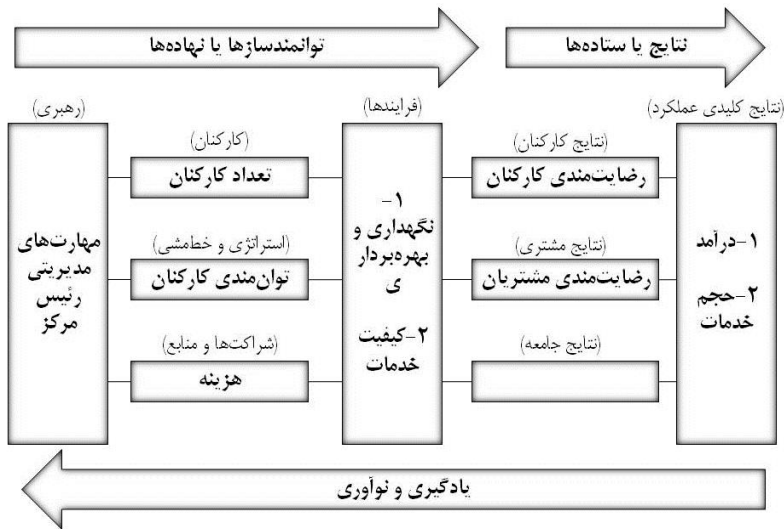 توانمندسازها یا نهاده‌ها
نتایج یا ستاده‌ها
(رهبری)
مهارت‌های
مدیریتی
رئیس
مرکز
(کارکنان)
تعداد کارکنان
(استراتژی و خط‌مشی)
توان‌مندی کارکنان
(شراکت‌ها و منابع)
هزینه
(فرایندها)
۱-
نگهداری و
بهره‌بردار
ی
۲-کیفیت
خدمات
(نتایج کارکنان)
رضایت‌مندی کارکنان
(نتایج مشتری)
رضایت‌مندی مشتریان
(نتایج جامعه)
(نتایج کلیدی عملکرد)
۱-درآمد
۲-حجم
خدمات
یادگیری و نوآوری